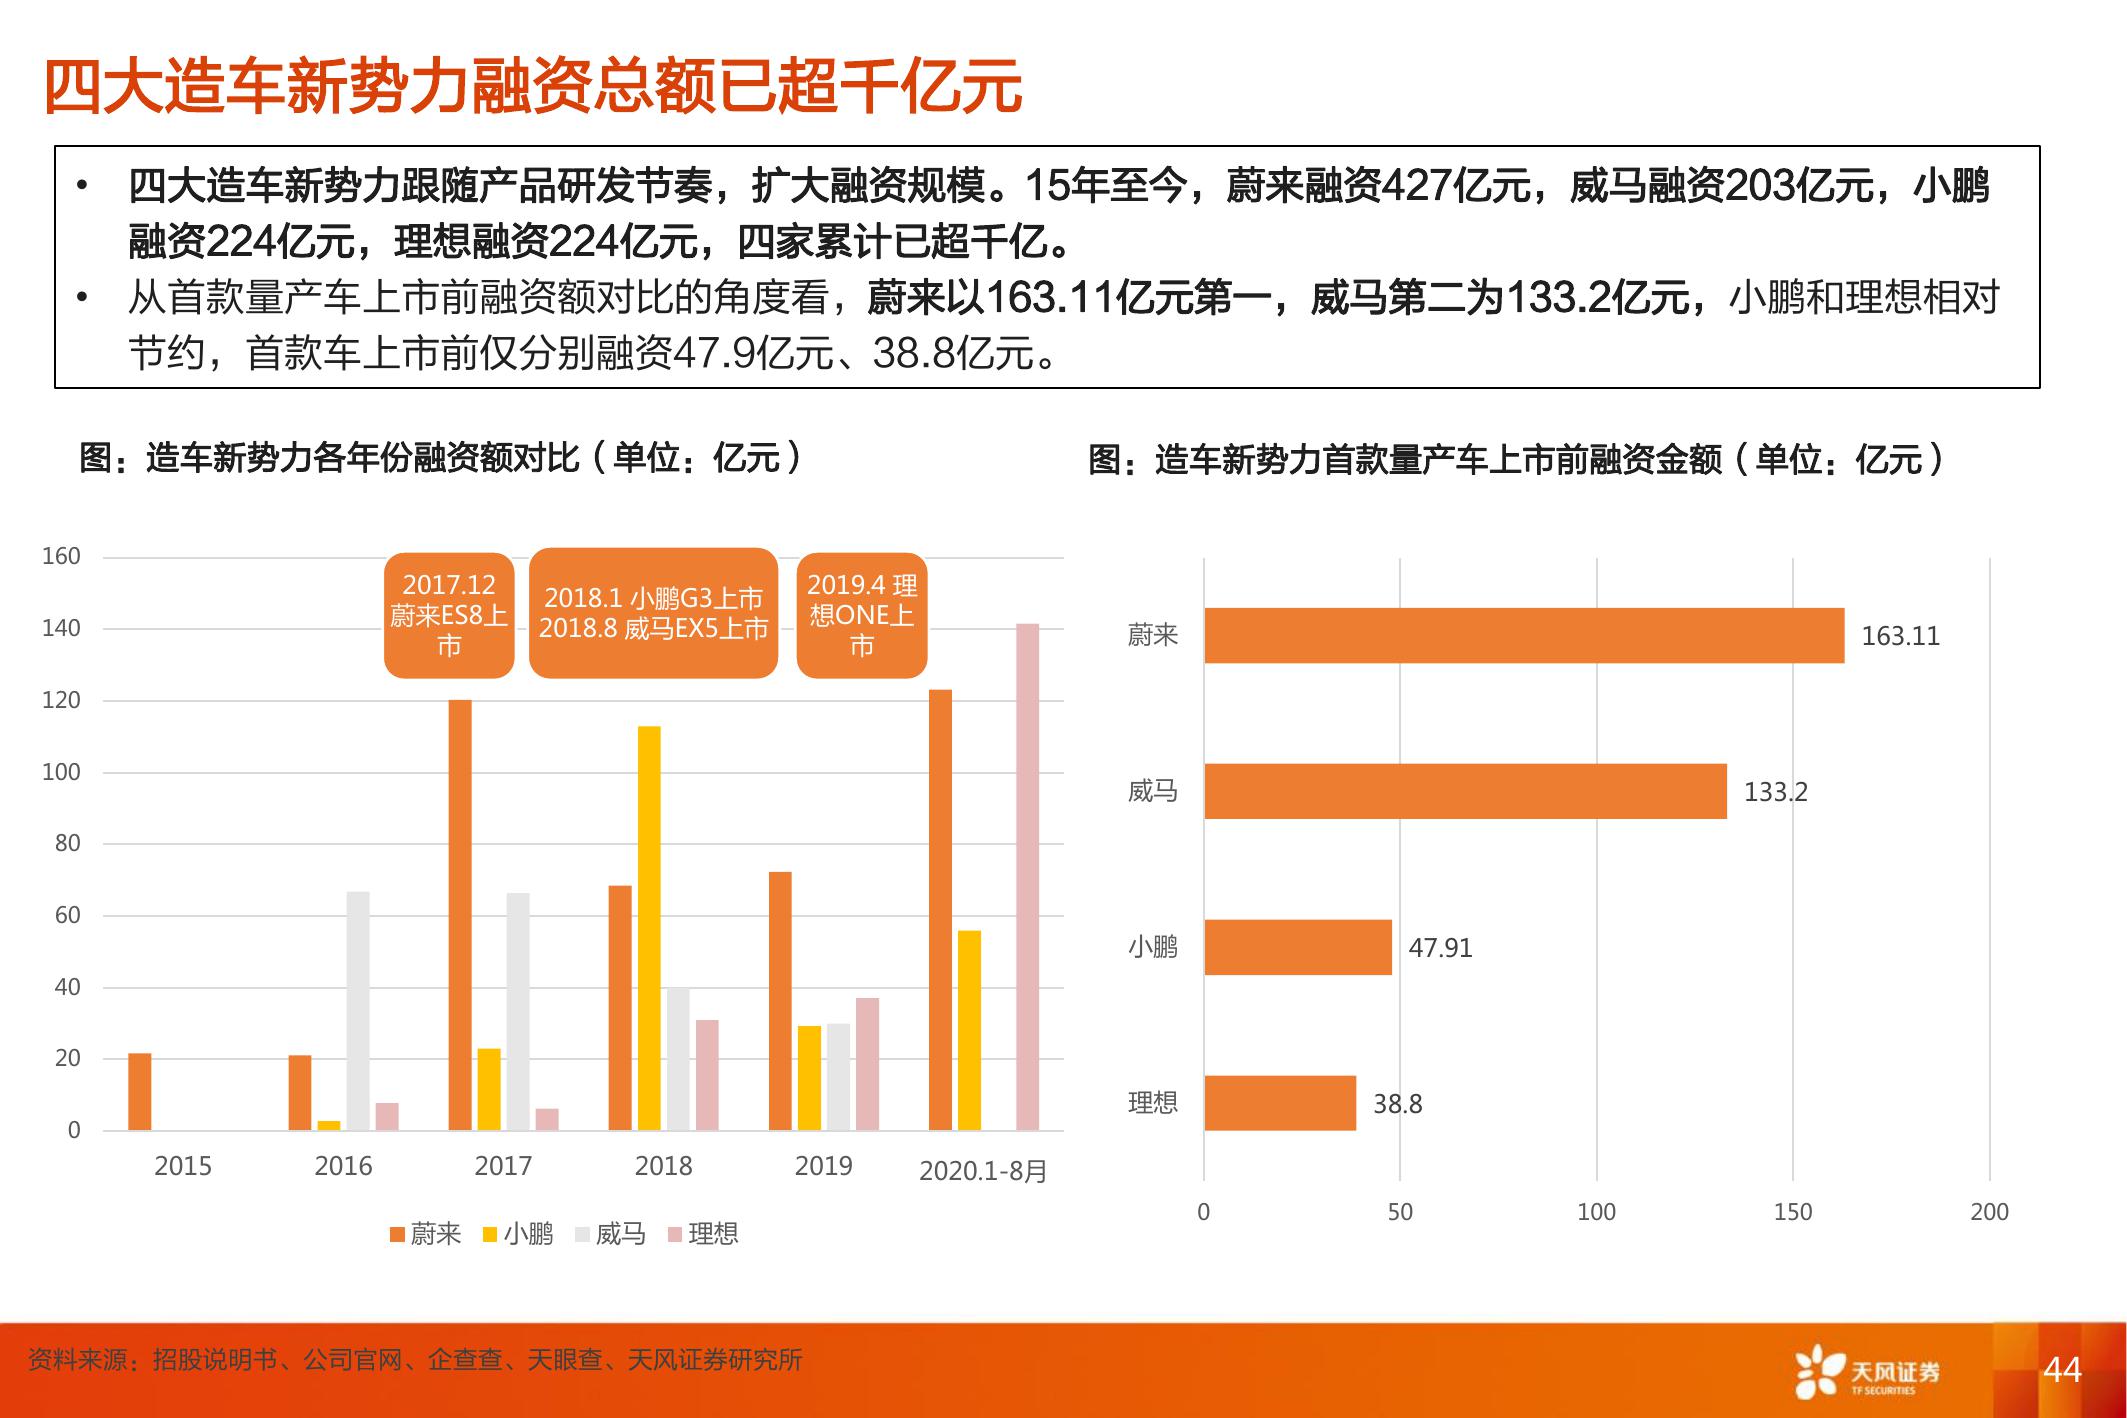 四大造车新势力融资总额已超千亿元
• 四大造车新势力跟随产品研发节奏，扩大融资规模。15年至今，蔚来融资427亿元，威马融资203亿元，小鹏
融资224亿元，理想融资224亿元，四家累计已超千亿。
• 从首款量产车上市前融资额对比的角度看，蔚来以163.11亿元第一，威马第二为133.2亿元，小鹏和理想相对
节约，首款车上市前仅分别融资47.9亿元、38.8亿元。
图：造车新势力各年份融资额对比（单位：亿元）
160
140
120
100
80
60
40
20
0
2017.12
蔚来ES8上
市
2018.1 小鹏G3上市
2018.8 威马EX5上市
2019.4 理
想ONE上
市
2015
2016
2017
2018
2019
2020.1-8月
蔚来
小鹏
威马
理想
图：造车新势力首款量产车上市前融资金额（单位：亿元）
蔚来
163.11
威马
133.2
小鹏
47.91
理想
38.8
0
50
100
150
200
资料来源：招股说明书、公司官网、企查查、天眼查、天风证券研究所
天风证券
TF SECURITIES
44